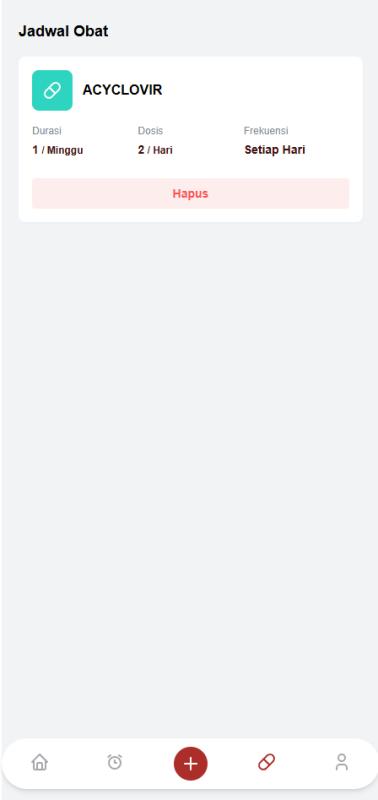 Jadwal Obat
ACYCLOVIR
Durasi Dosis Frekuensi
1 / Minggu 2 / Hari Setiap Hari
Hapus